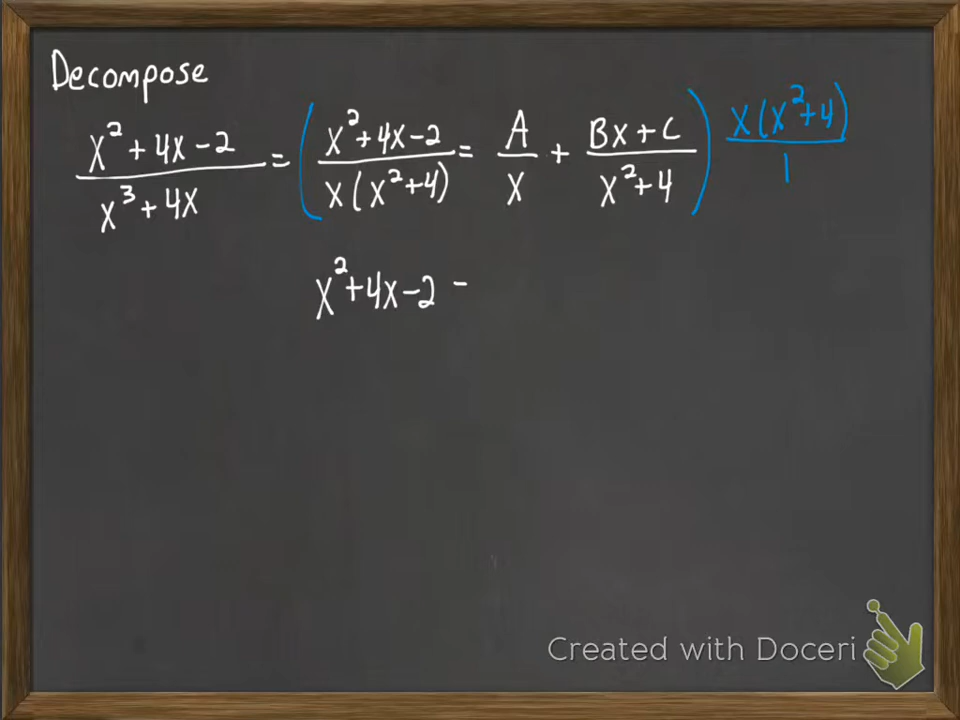 Decompose
x² + 4x - 2 / x³ + 4x = ( x² + 4x - 2 / x(x² + 4) = A / x + Bx + C / x² + 4 ) x(x² + 4) / 1
x² + 4x - 2 =
Created with Doceri